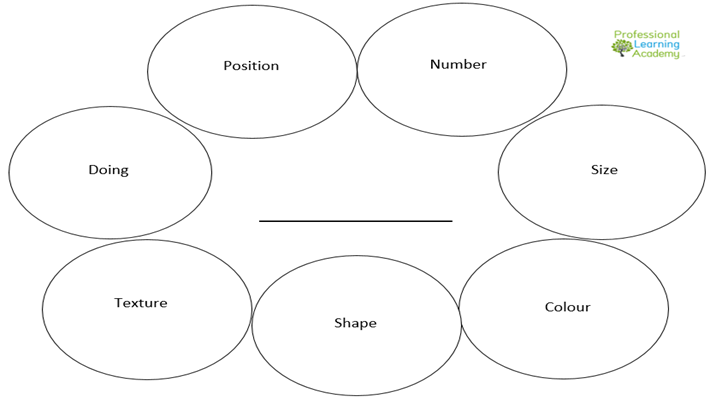 Professional
Learning
Academy
Position
Number
Doing
Size
Texture
Shape
Colour